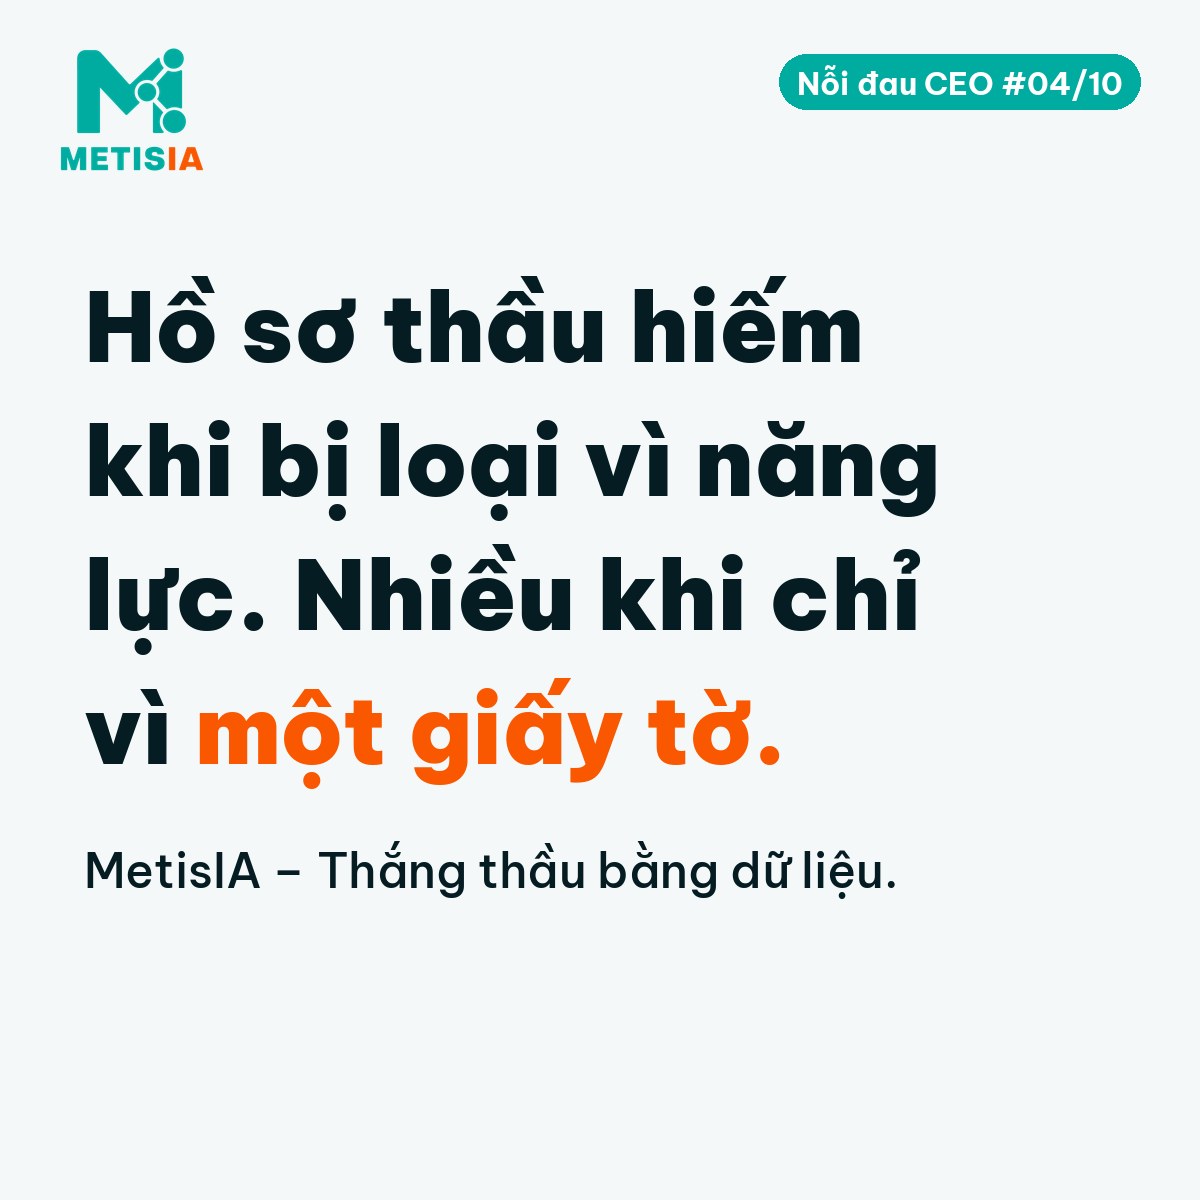 METISIA
Nỗi đau CEO #04/10
Hồ sơ thầu hiếm
khi bị loại vì năng
lực. Nhiều khi chỉ
vì một giấy tờ.
MetisIA – Thắng thầu bằng dữ liệu.